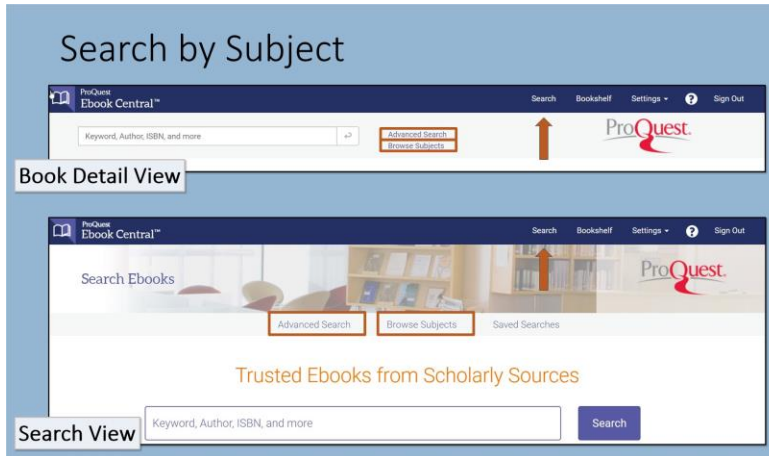 Search by Subject
ProQuest
Ebook Central™
Search Bookshelf Settings ? Sign Out
Keyword, Author, ISBN, and more
Advanced Search
Browse Subjects
ProQuest.
Book Detail View
ProQuest
Ebook Central™
Search Bookshelf Settings ? Sign Out
Search Ebooks
ProQuest.
Advanced Search Browse Subjects Saved Searches
Trusted Ebooks from Scholarly Sources
Keyword, Author, ISBN, and more Search
Search View